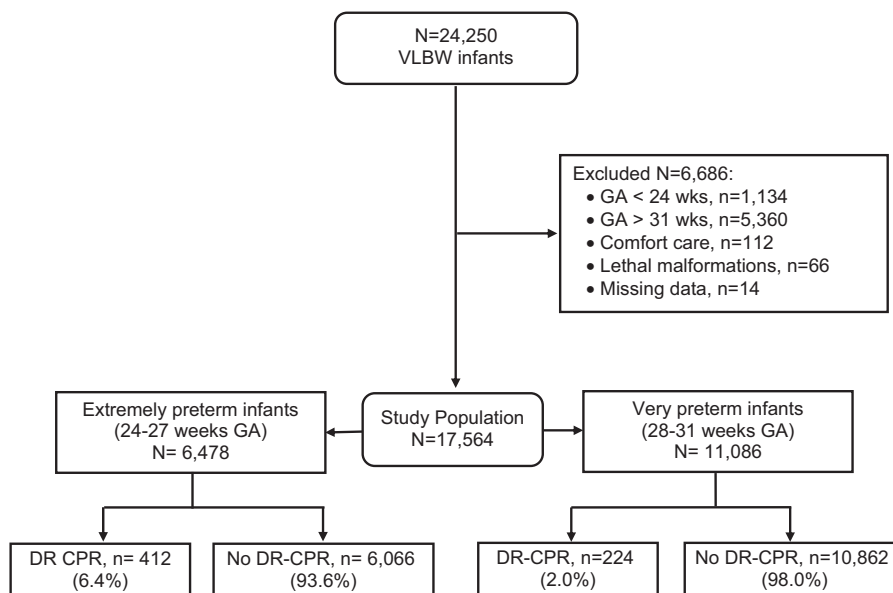 N=24,250
VLBW infants
Excluded N=6,686:
• GA < 24 wks, n=1,134
• GA > 31 wks, n=5,360
• Comfort care, n=112
• Lethal malformations, n=66
• Missing data, n=14
Extremely preterm infants
(24-27 weeks GA)
N= 6,478
Study Population
N=17,564
Very preterm infants
(28-31 weeks GA)
N= 11,086
DR CPR, n= 412
(6.4%)
No DR-CPR, n= 6,066
(93.6%)
DR-CPR, n=224
(2.0%)
No DR-CPR, n=10,862
(98.0%)